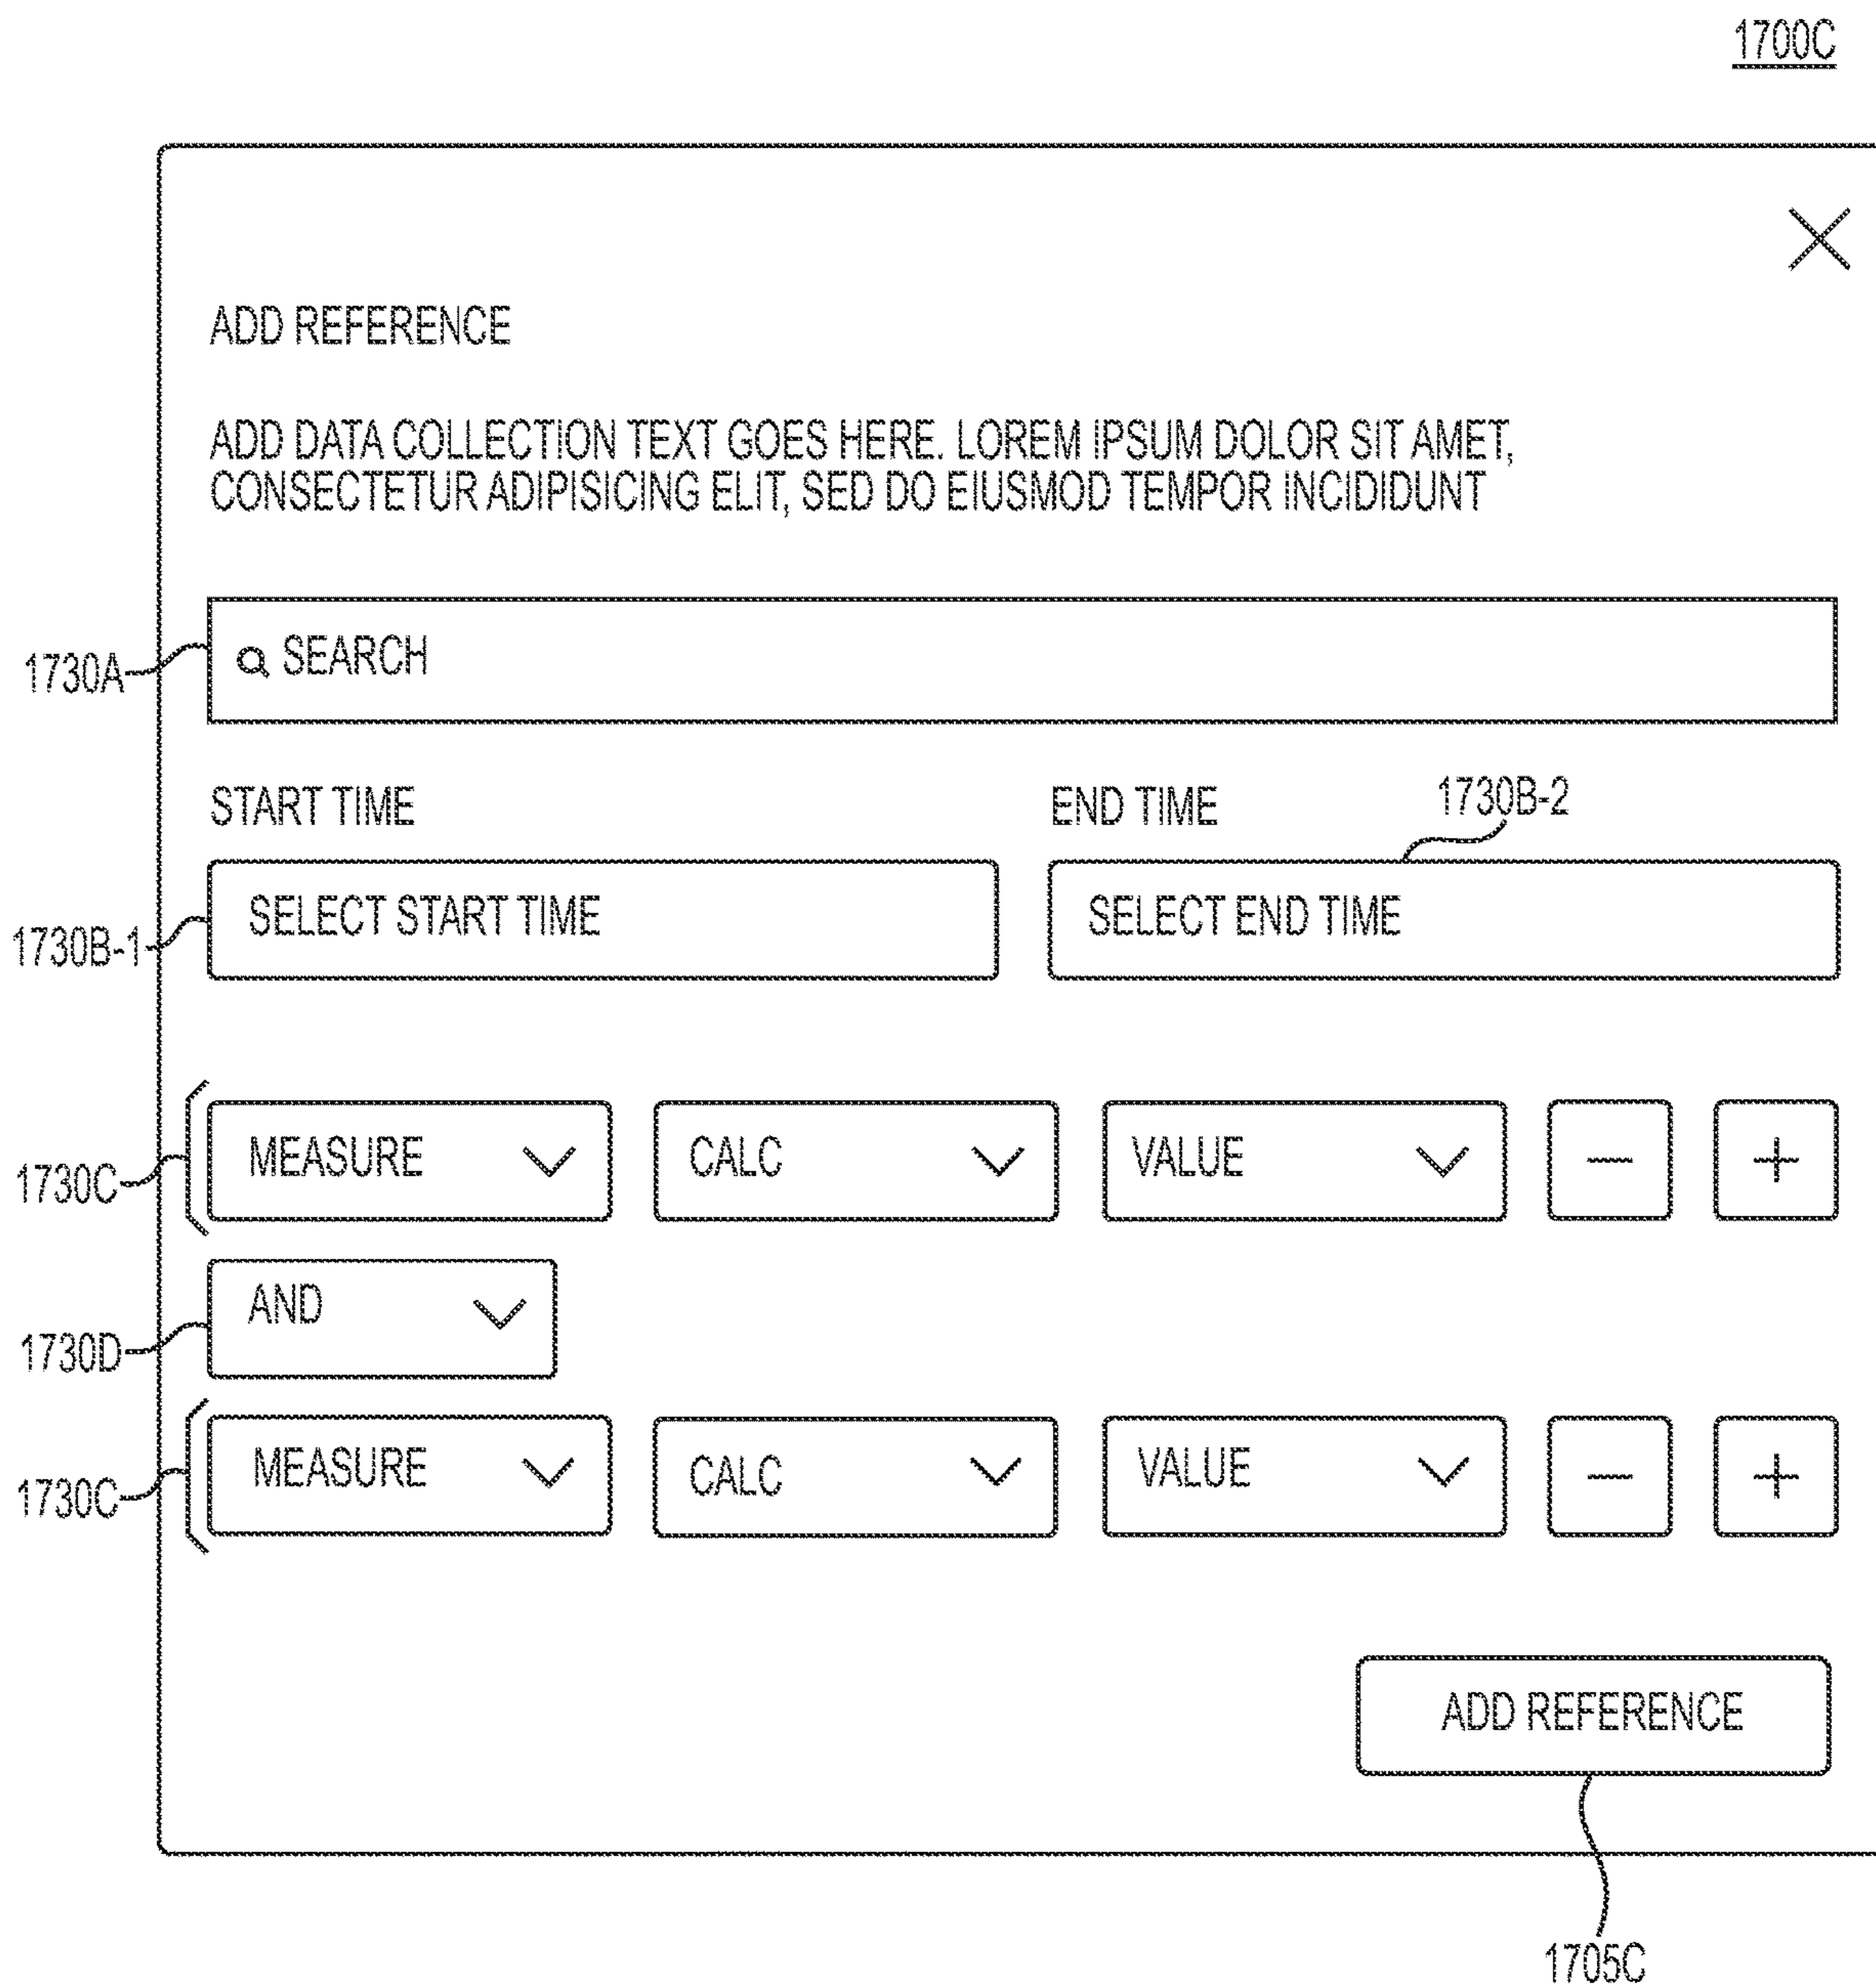 1700C
ADD REFERENCE
ADD DATA COLLECTION TEXT GOES HERE. LOREM IPSUM DOLOR SIT AMET,
CONSECTETUR ADIPISICING ELIT, SED DO EIUSMOD TEMPOR INCIDIDUNT
1730A
SEARCH
START TIME
END TIME
1730B-2
1730B-1
SELECT START TIME
SELECT END TIME
1730C
MEASURE
CALC
VALUE
−
+
1730D
AND
1730C
MEASURE
CALC
VALUE
−
+
ADD REFERENCE
1705C